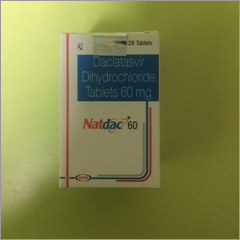 28 Tablets
Daclatasvir
Dihydrochloride
Tablets 60 mg
Natdac 60